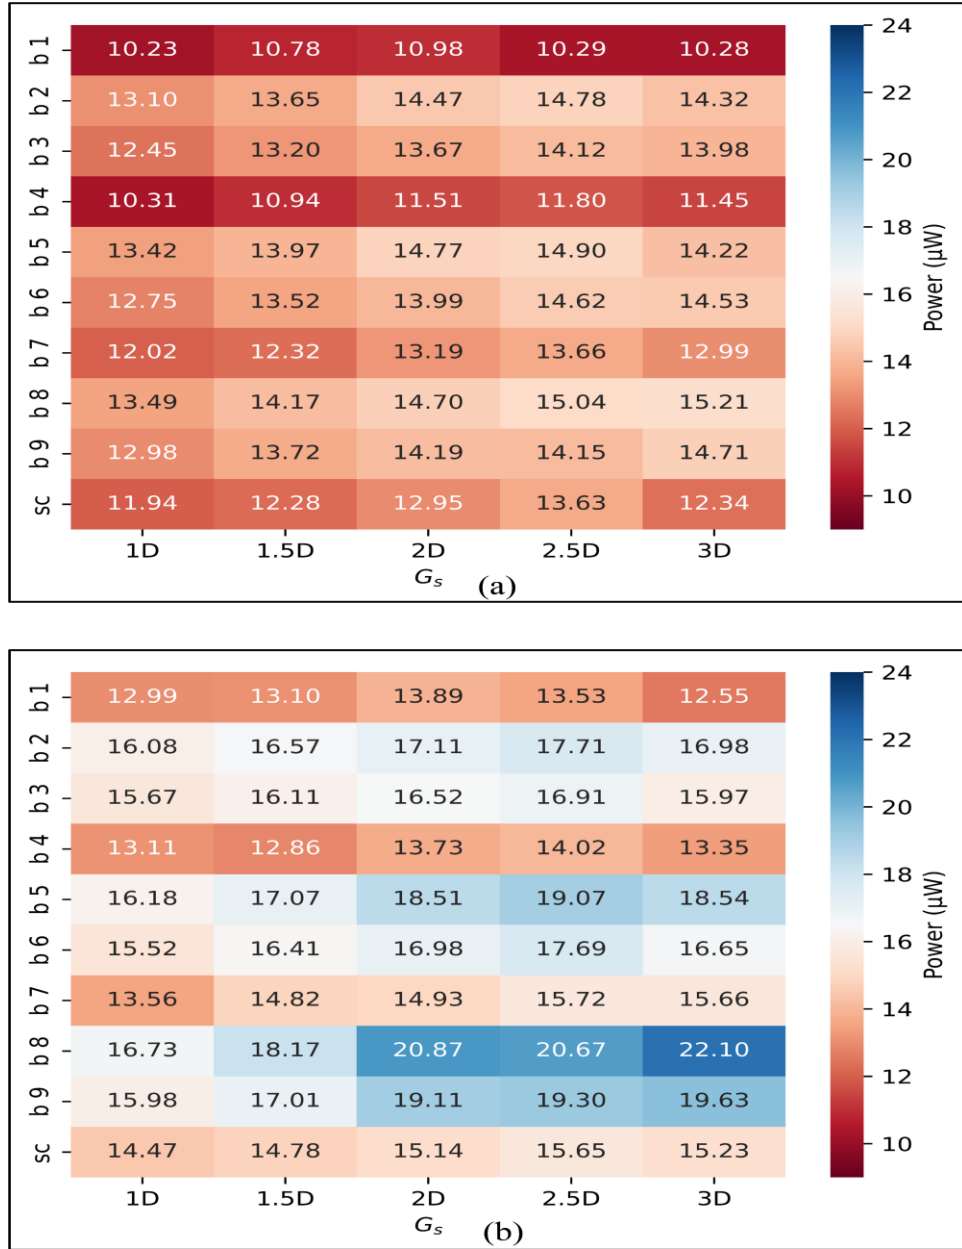 b1 10.23 10.78 10.98 10.29 10.28
b2 13.10 13.65 14.47 14.78 14.32
b3 12.45 13.20 13.67 14.12 13.98
b4 10.31 10.94 11.51 11.80 11.45
b5 13.42 13.97 14.77 14.90 14.22
b6 12.75 13.52 13.99 14.62 14.53
b7 12.02 12.32 13.19 13.66 12.99
b8 13.49 14.17 14.70 15.04 15.21
b9 12.98 13.72 14.19 14.15 14.71
sc 11.94 12.28 12.95 13.63 12.34
1D 1.5D 2D 2.5D 3D
Gs
(a)
24
22
20
18
16
14
12
10
Power (μW)
b1 12.99 13.10 13.89 13.53 12.55
b2 16.08 16.57 17.11 17.71 16.98
b3 15.67 16.11 16.52 16.91 15.97
b4 13.11 12.86 13.73 14.02 13.35
b5 16.18 17.07 18.51 19.07 18.54
b6 15.52 16.41 16.98 17.69 16.65
b7 13.56 14.82 14.93 15.72 15.66
b8 16.73 18.17 20.87 20.67 22.10
b9 15.98 17.01 19.11 19.30 19.63
sc 14.47 14.78 15.14 15.65 15.23
1D 1.5D 2D 2.5D 3D
Gs
(b)
24
22
20
18
16
14
12
10
Power (μW)